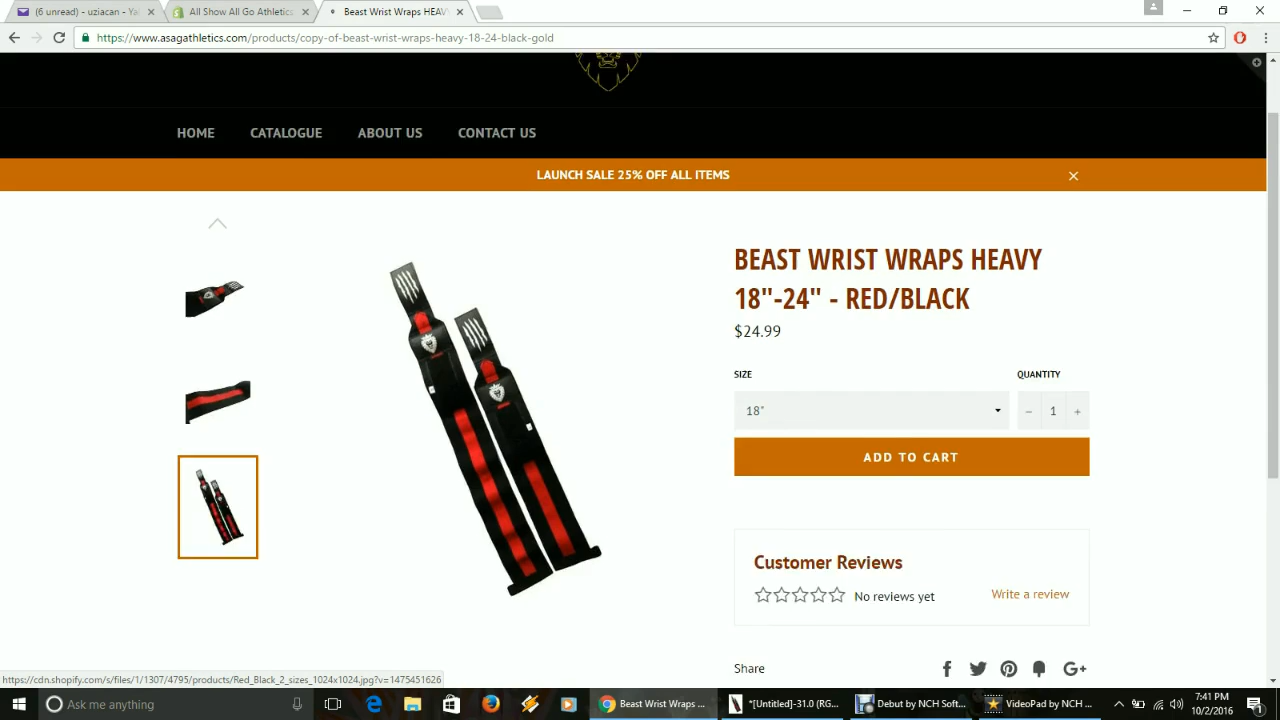 (6 unread) - uziacan - Ya
All Show All Go Athletics
Beast Wrist Wraps HEAV
https://www.asagathletics.com/products/copy-of-beast-wrist-wraps-heavy-18-24-black-gold
HOME CATALOGUE ABOUT US CONTACT US
LAUNCH SALE 25% OFF ALL ITEMS
BEAST WRIST WRAPS HEAVY
18"-24" - RED/BLACK
$24.99
SIZE QUANTITY
18" 1
ADD TO CART
Customer Reviews
No reviews yet Write a review
Share
https://cdn.shopify.com/s/files/1/1307/4795/products/Red_Black_2_sizes_1024x1024.jpg?v=1475451626
Ask me anything
Beast Wrist Wraps ...
*[Untitled]-31.0 (RG...
Debut by NCH Soft...
VideoPad by NCH ...
7:41 PM
10/2/2016